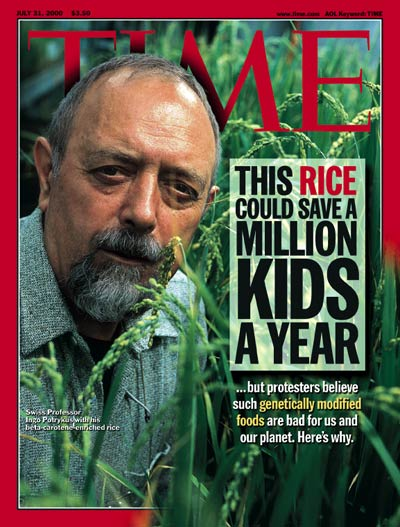 JULY 31, 2000 $3.50 www.time.com AOL Keyword: TIME
TIME
THIS RICE
COULD SAVE A
MILLION
KIDS
A YEAR
...but protesters believe
such genetically modified
foods are bad for us and
our planet. Here's why.
Swiss Professor
Ingo Potrykus with his
beta-carotene-enriched rice